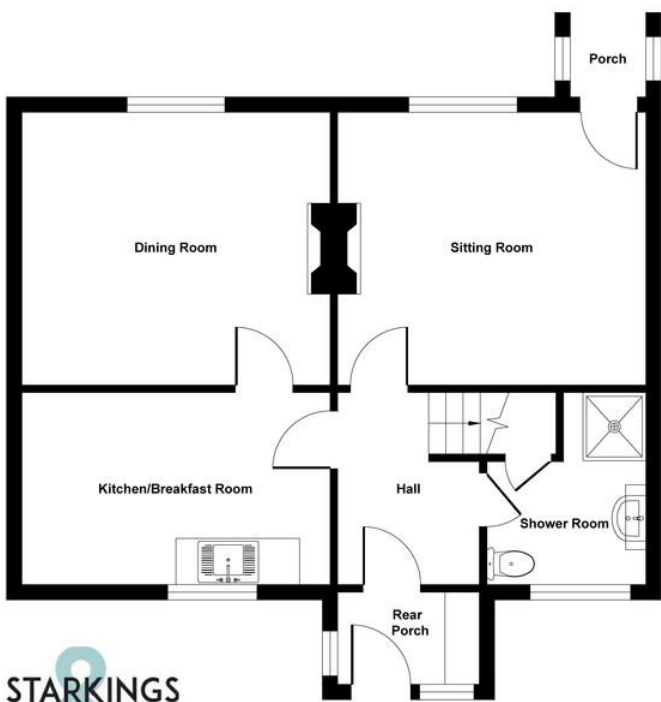 Porch
Dining Room
Sitting Room
Kitchen/Breakfast Room
Hall
Shower Room
Rear
Porch
STARKINGS